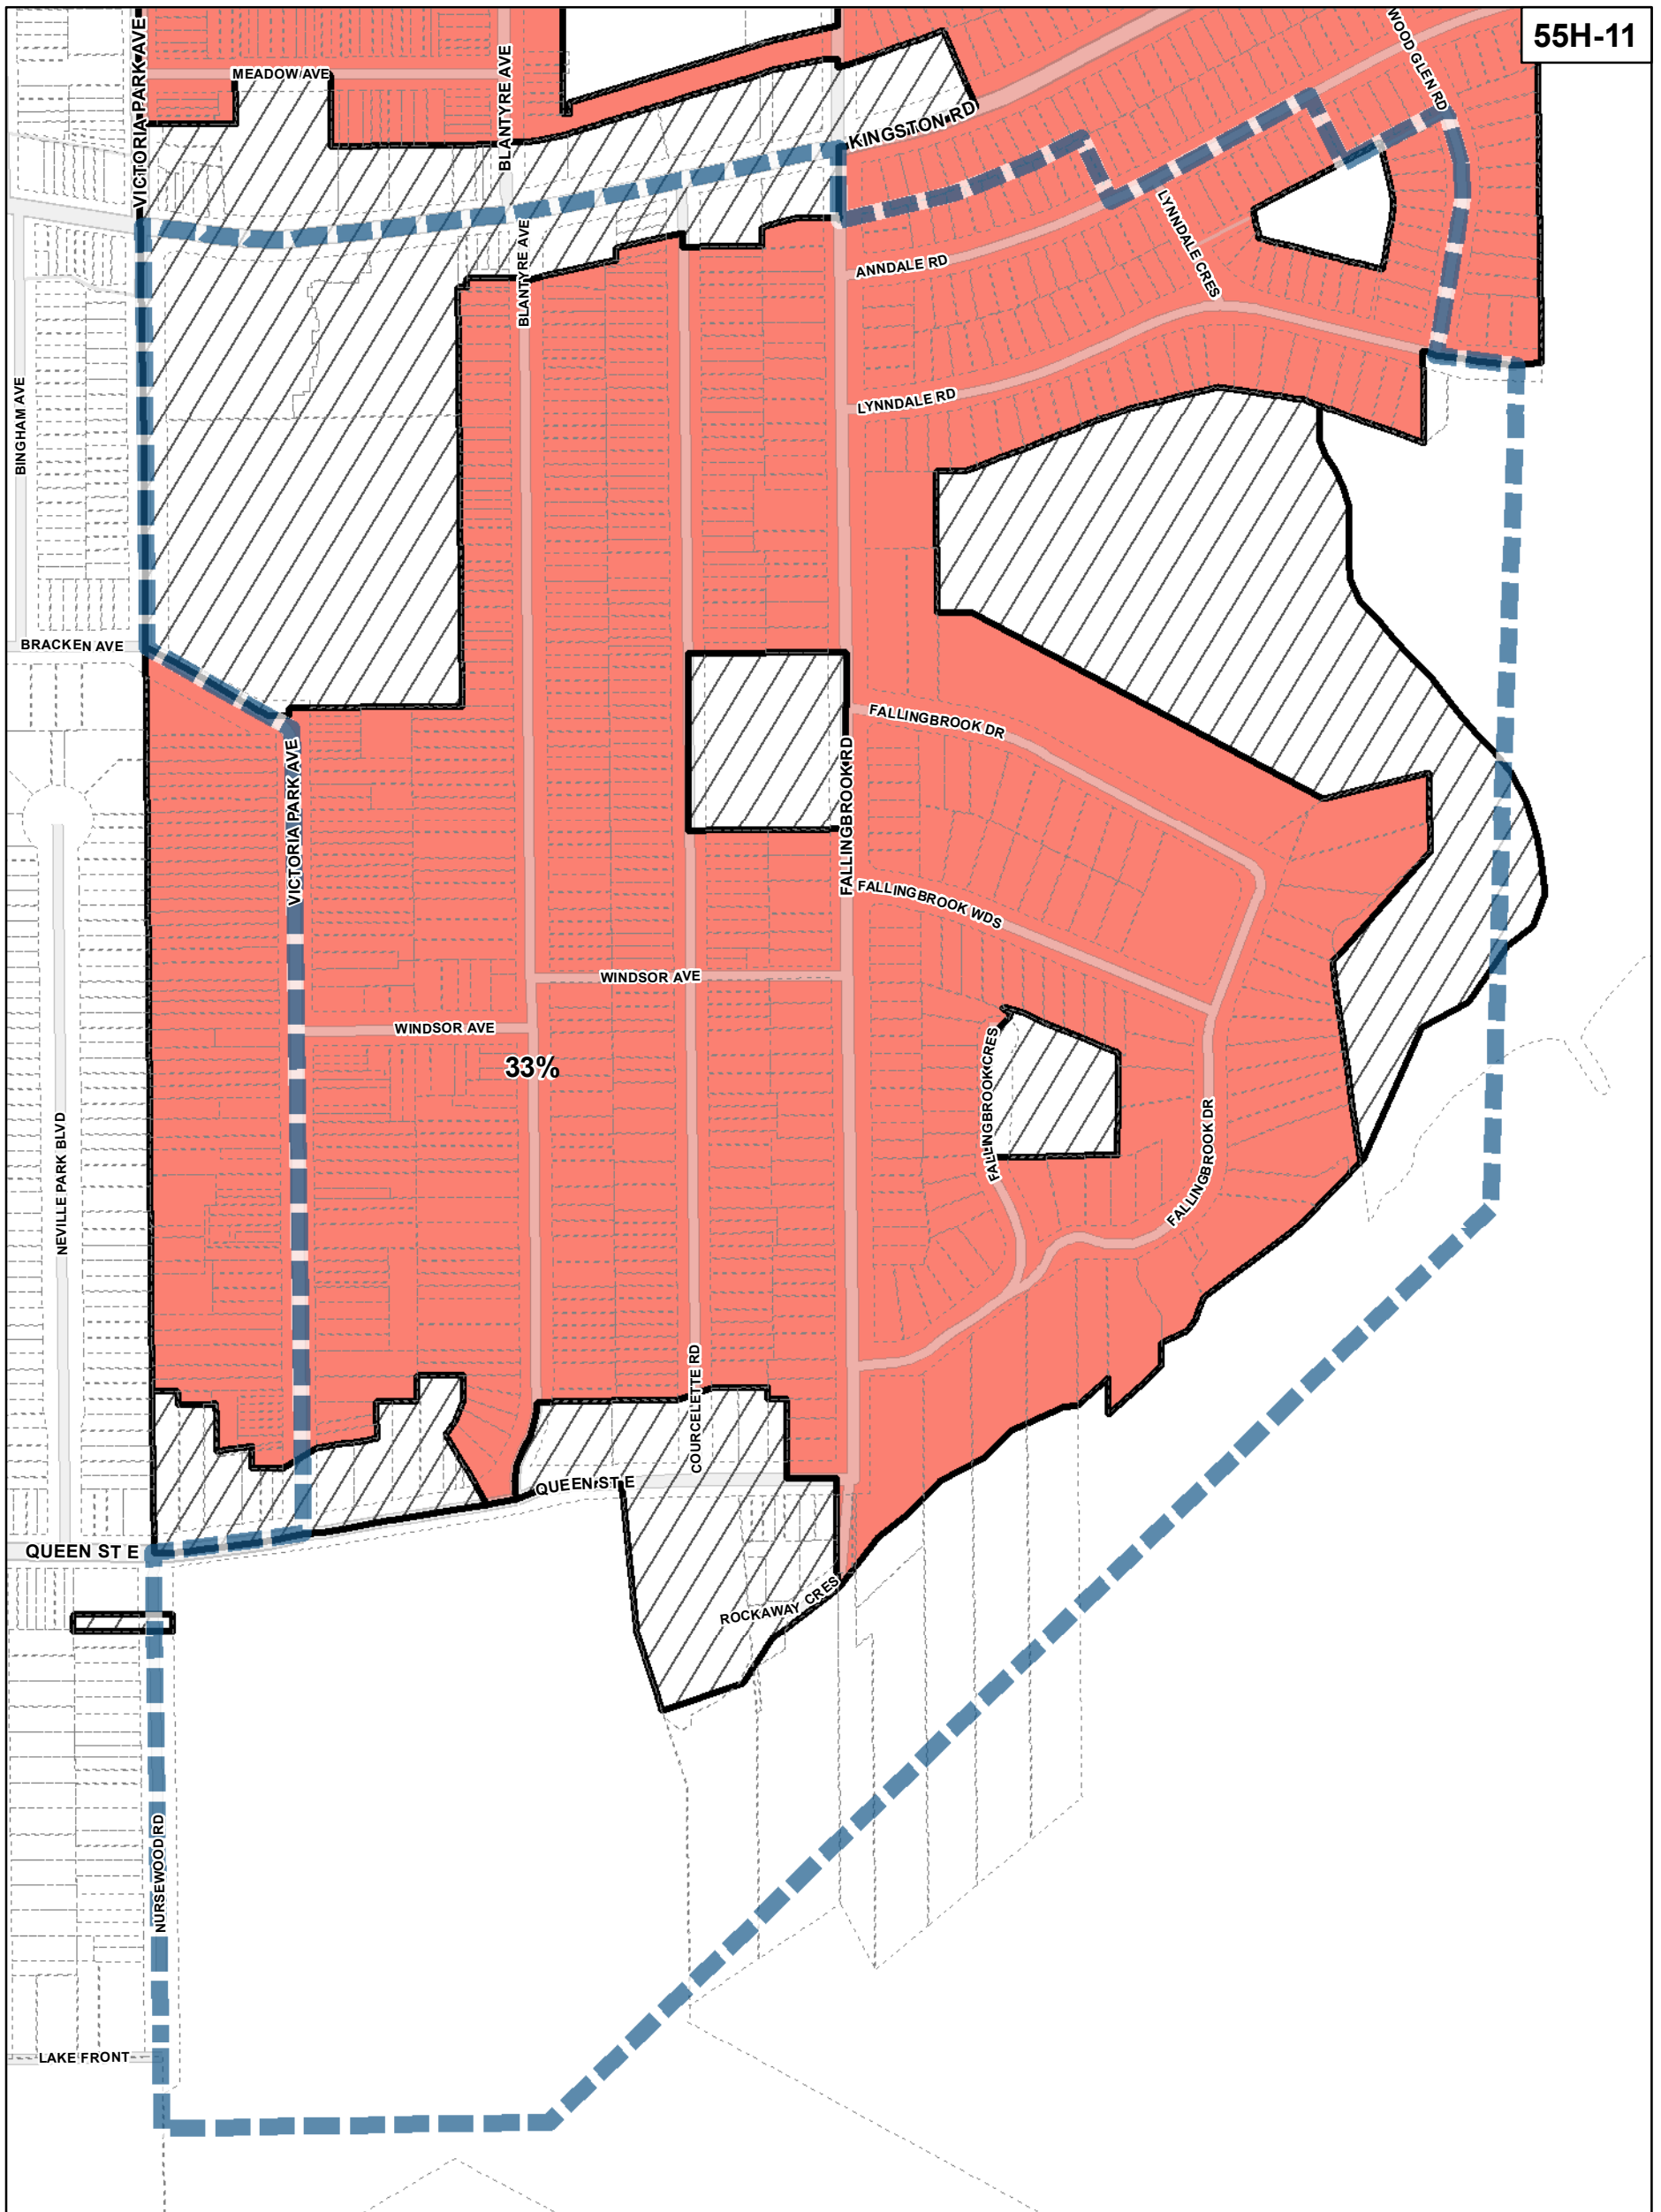 55H-11
VICTORIA PARK AVE
MEADOW AVE
BLANTYRE AVE
WOOD GLEN RD
KINGSTON RD
LYNNDALE CRES
BLANTYRE AVE
ANNDALE RD
BINGHAM AVE
LYNNDALE RD
BRACKEN AVE
FALLINGBROOK DR
VICTORIA PARK AVE
FALLINGBROOK RD
FALLINGBROOK WDS
WINDSOR AVE
WINDSOR AVE
33%
FALLINGBROOK CRES
FALLINGBROOK DR
NEVILLE PARK BLVD
COURCELETTE RD
QUEEN ST E
QUEEN ST E
ROCKAWAY CRES
NURSEWOOD RD
LAKE FRONT